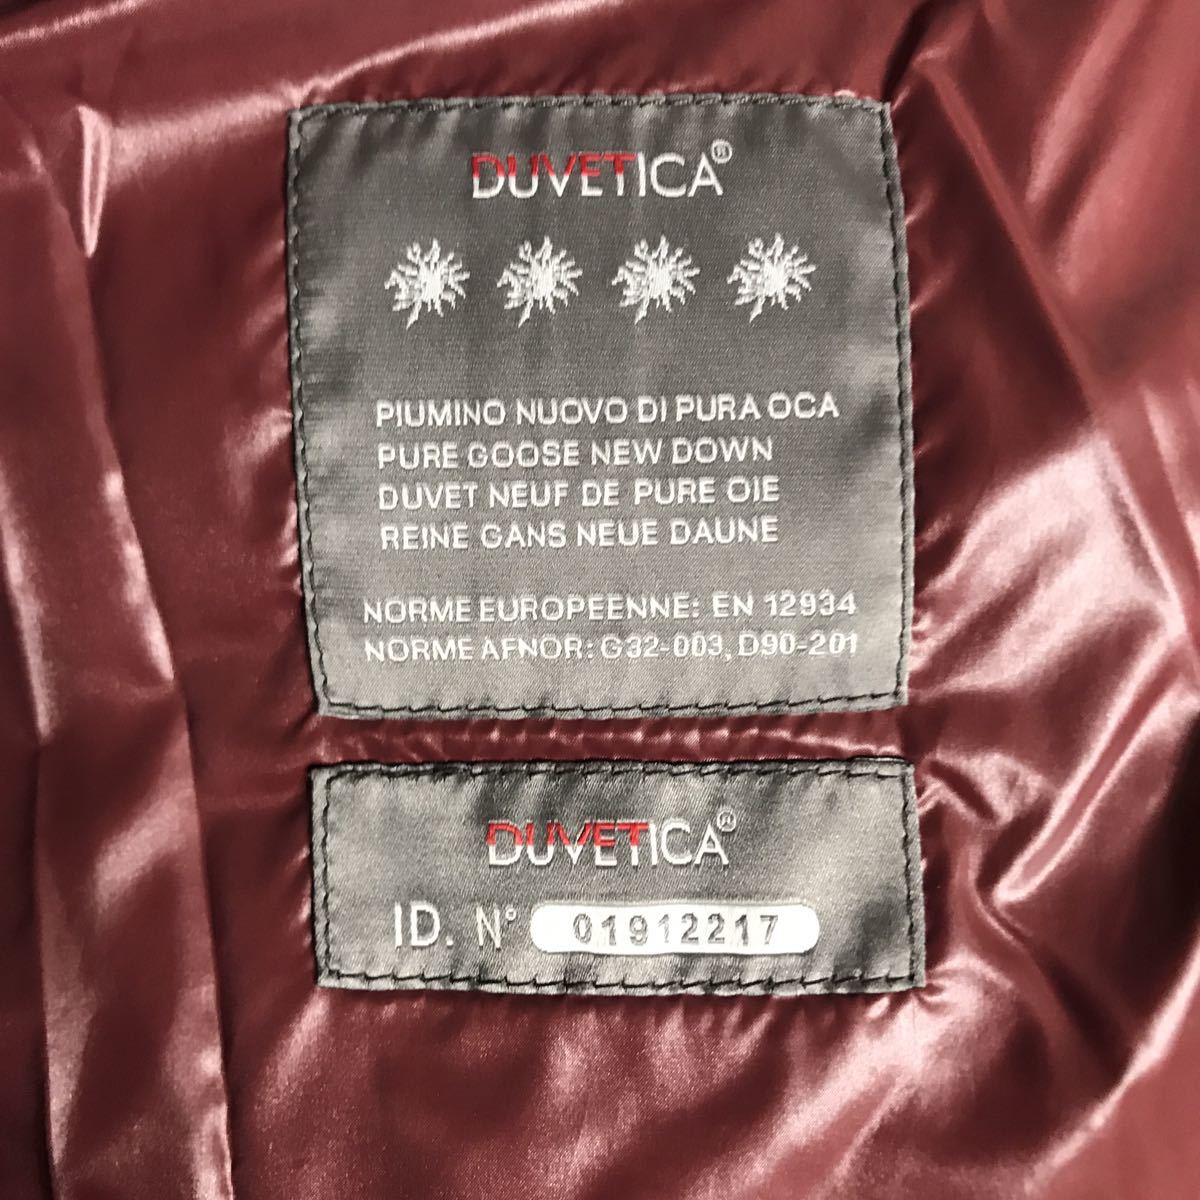 DUVETICA®
PIUMINO NUOVO DI PURA OCA
PURE GOOSE NEW DOWN
DUVET NEUF DE PURE OIE
REINE GANS NEUE DAUNE
NORME EUROPEENNE: EN 12934
NORME AFNOR: G32-003, D90-201
DUVETICA®
ID. N° 01912217